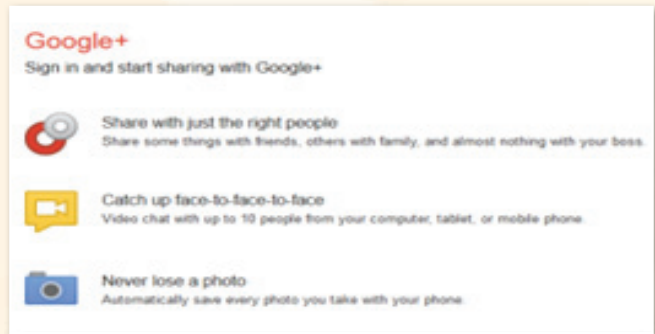 Google+
Sign in and start sharing with Google+
Share with just the right people
Share some things with friends, others with family, and almost nothing with your boss.
Catch up face-to-face-to-face
Video chat with up to 10 people from your computer, tablet, or mobile phone.
Never lose a photo
Automatically save every photo you take with your phone.